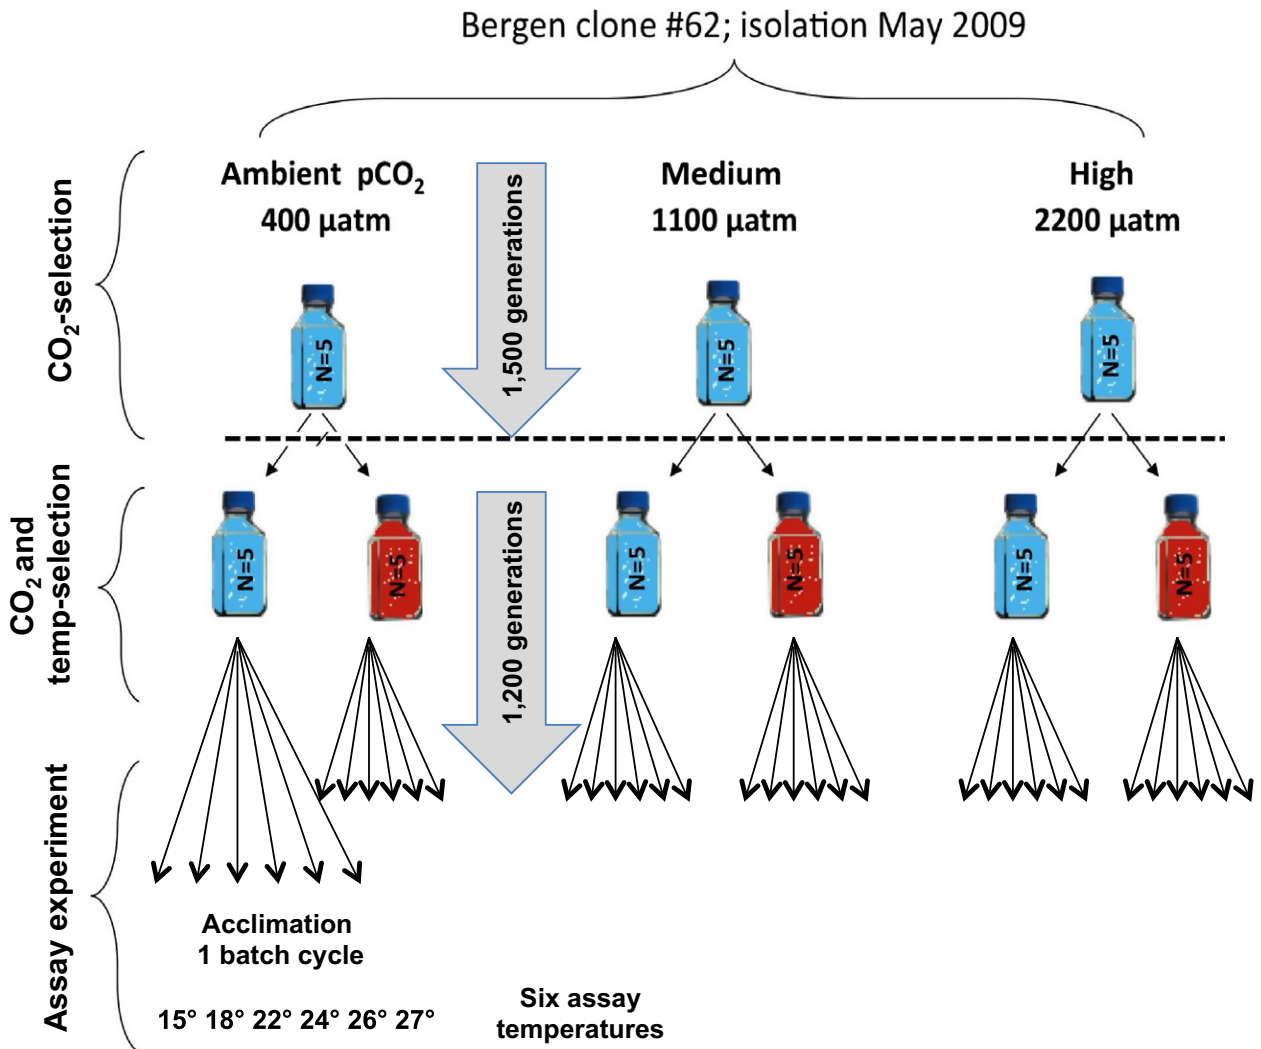 Bergen clone #62; isolation May 2009
CO2-selection
Ambient pCO2
400 µatm
1,500 generations
Medium
1100 µatm
High
2200 µatm
N=5
N=5
N=5
CO2 and
temp-selection
N=5
N=5
1,200 generations
N=5
N=5
N=5
N=5
Assay experiment
Acclimation
1 batch cycle
15° 18° 22° 24° 26° 27°
Six assay
temperatures